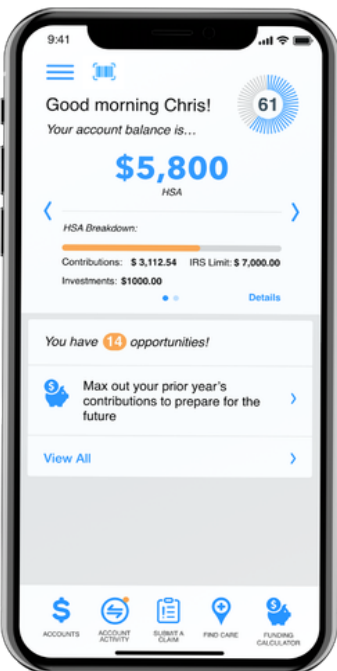 9:41
Good morning Chris!
61
Your account balance is...
$5,800
HSA
HSA Breakdown:
Contributions: $ 3,112.54 IRS Limit: $ 7,000.00
Investments: $1000.00
Details
You have 14 opportunities!
Max out your prior year's
contributions to prepare for the
future
View All
ACCOUNTS
ACCOUNT
ACTIVITY
SUBMIT A
CLAIM
FIND CARE
FUNDING
CALCULATOR